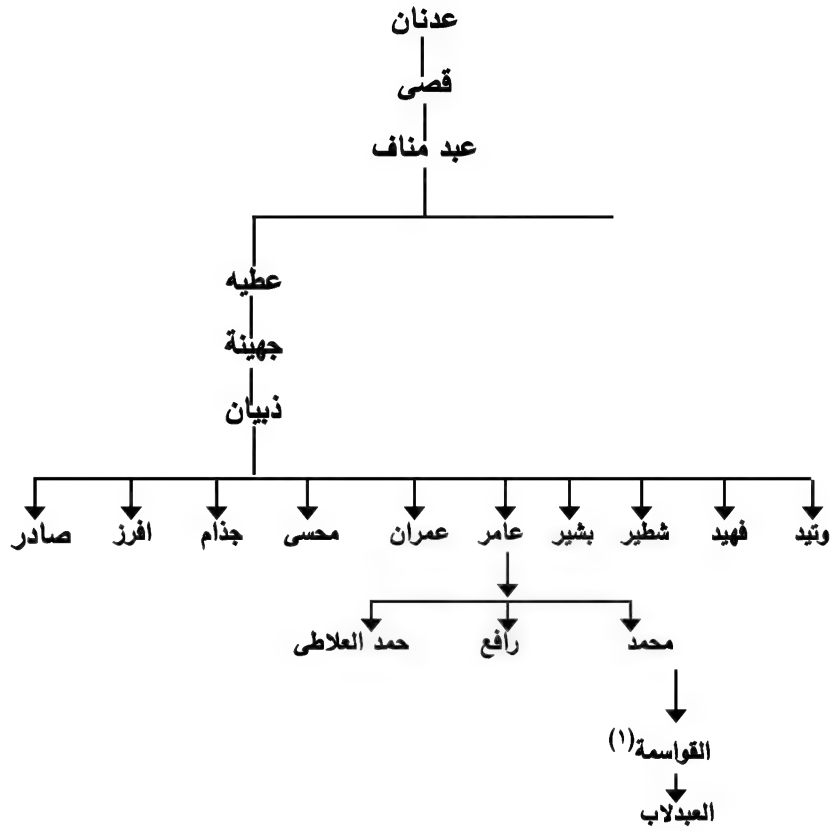 عدنان
قصى
عبد مناف
عطيه
جهينة
ذبيان
وتيد فهيد شطير بشير عامر عمران محسى جذام افرز صادر
محمد رافع حمد العلاطى
القواسمة(١)
العبدلاب